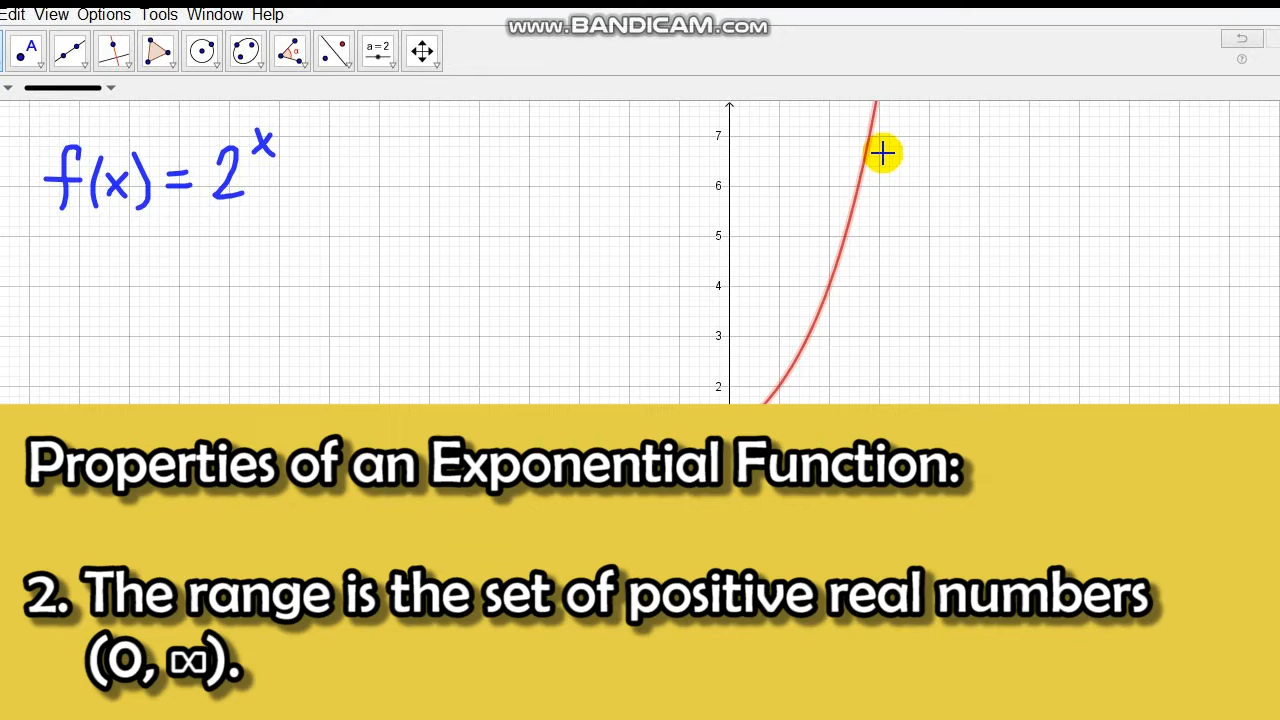 Edit View Options Tools Window Help
WWW.BANDICAM.COM
A
α
a=2
f(x) = 2^x
7
6
5
4
3
2
Properties of an Exponential Function:
2. The range is the set of positive real numbers
(0, ∞).